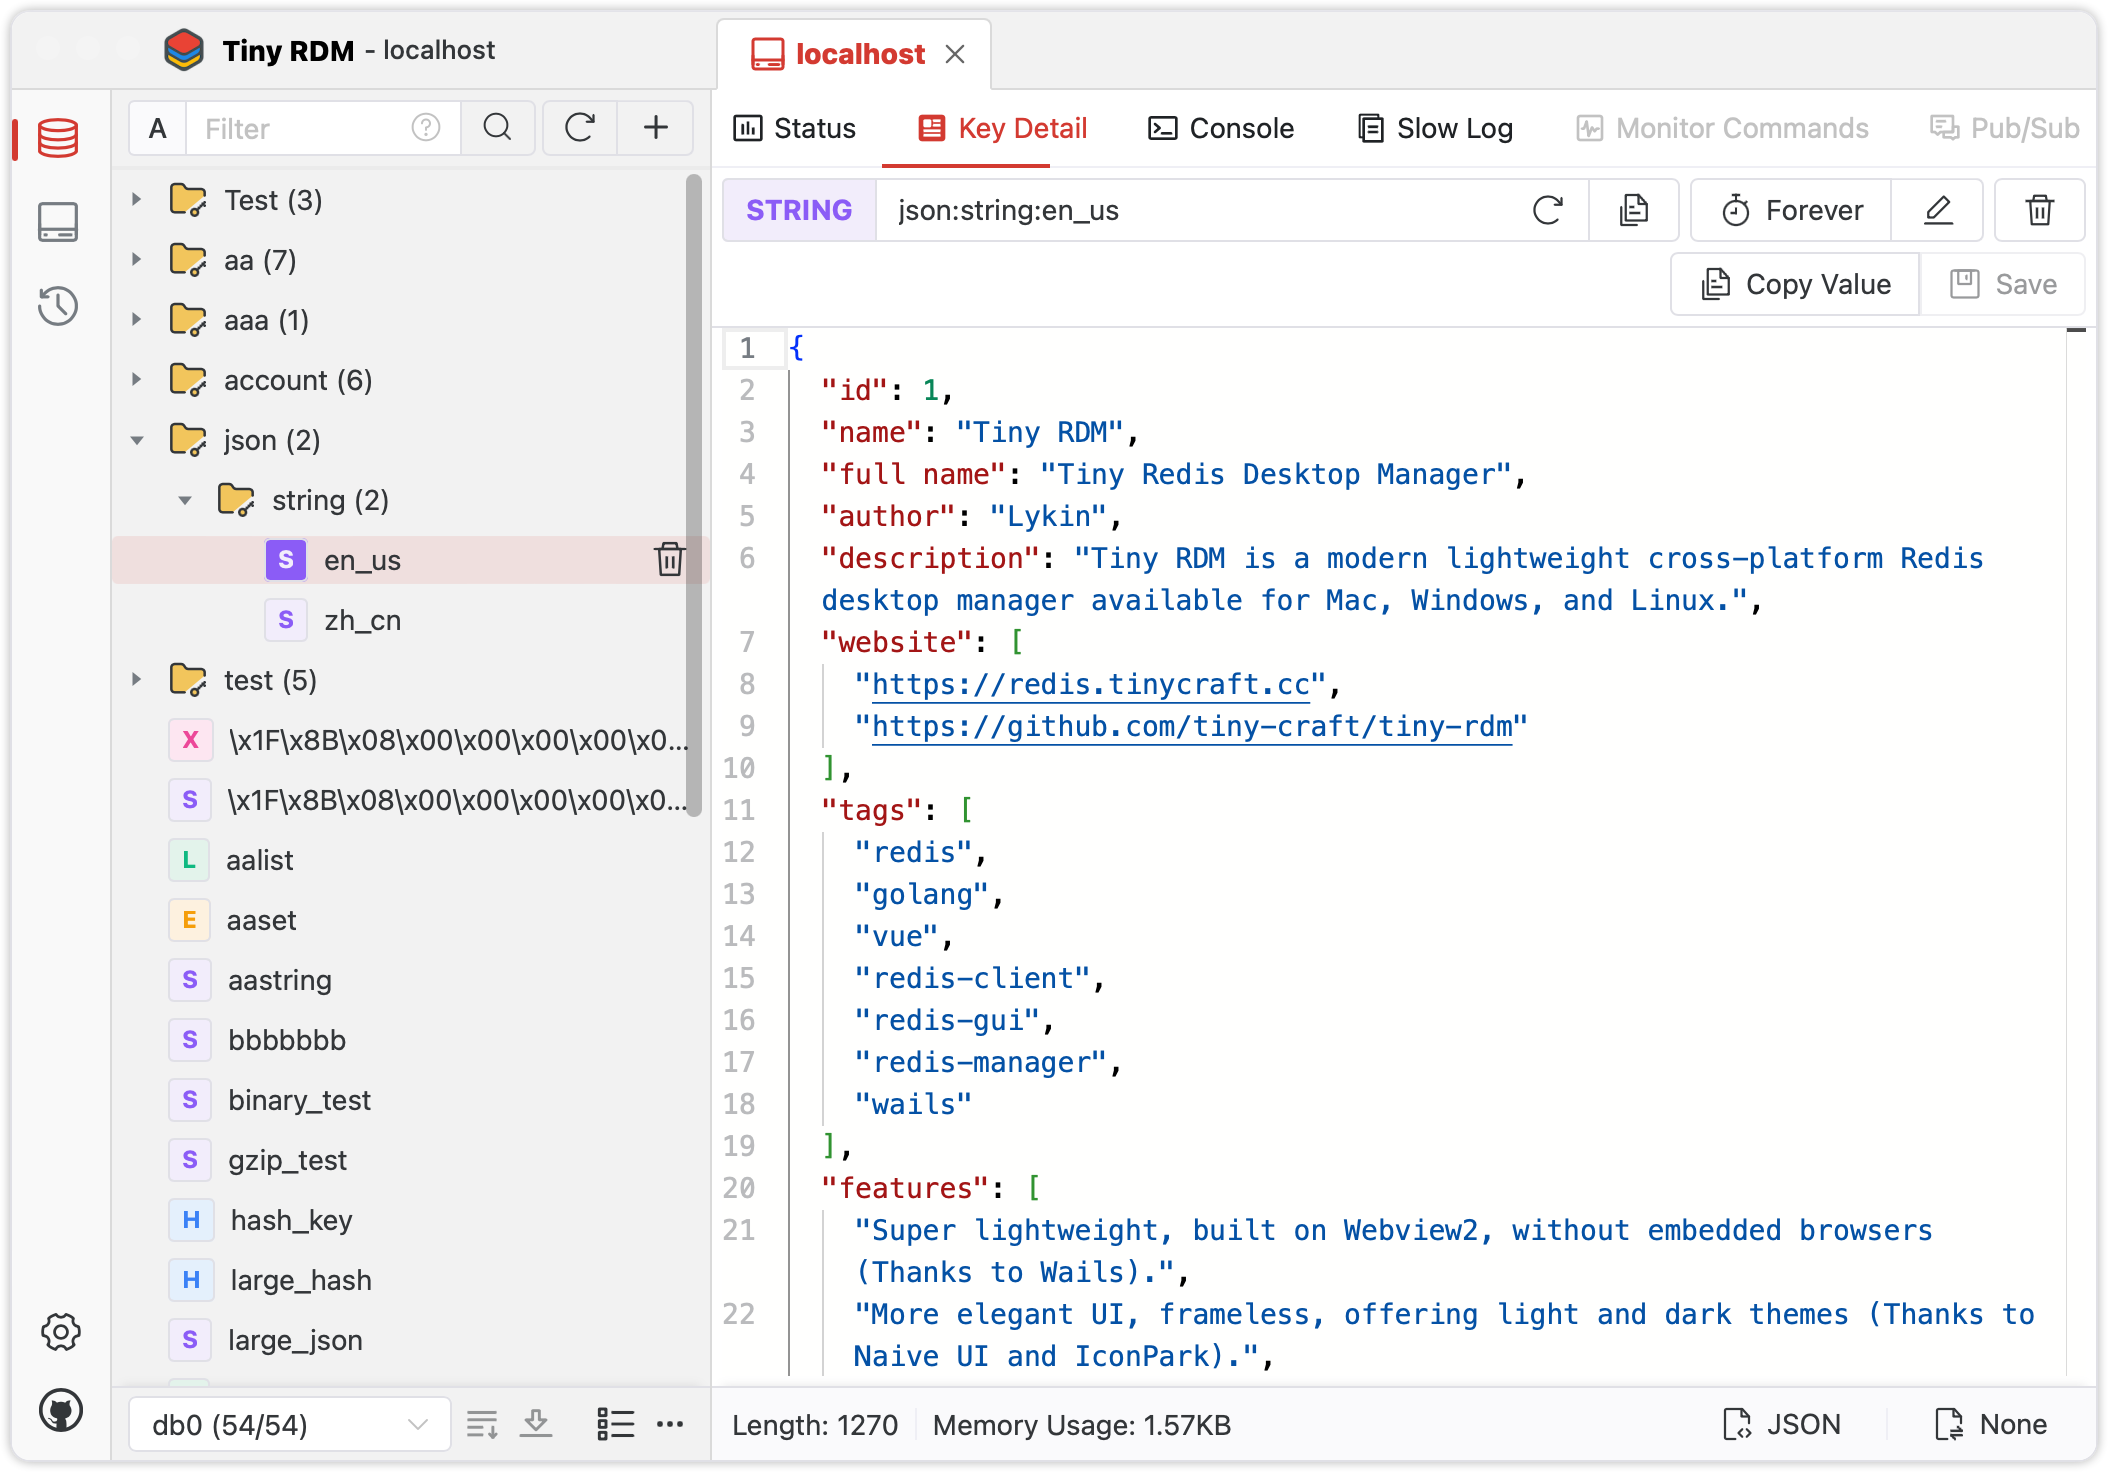 Tiny RDM - localhost
localhost
A Filter
Status Key Detail Console Slow Log Monitor Commands Pub/Sub
STRING json:string:en_us Forever
Copy Value Save
Test (3)
aa (7)
aaa (1)
account (6)
json (2)
string (2)
S en_us
S zh_cn
test (5)
X \x1F\x8B\x08\x00\x00\x00\x00\x0...
S \x1F\x8B\x08\x00\x00\x00\x00\x0...
L aalist
E aaset
S aastring
S bbbbbbb
S binary_test
S gzip_test
H hash_key
H large_hash
S large_json
db0 (54/54)
1 {
2 "id": 1,
3 "name": "Tiny RDM",
4 "full name": "Tiny Redis Desktop Manager",
5 "author": "Lykin",
6 "description": "Tiny RDM is a modern lightweight cross-platform Redis
desktop manager available for Mac, Windows, and Linux.",
7 "website": [
8 "https://redis.tinycraft.cc",
9 "https://github.com/tiny-craft/tiny-rdm"
10 ],
11 "tags": [
12 "redis",
13 "golang",
14 "vue",
15 "redis-client",
16 "redis-gui",
17 "redis-manager",
18 "wails"
19 ],
20 "features": [
21 "Super lightweight, built on Webview2, without embedded browsers
(Thanks to Wails).",
22 "More elegant UI, frameless, offering light and dark themes (Thanks to
Naive UI and IconPark).",
Length: 1270 Memory Usage: 1.57KB JSON None